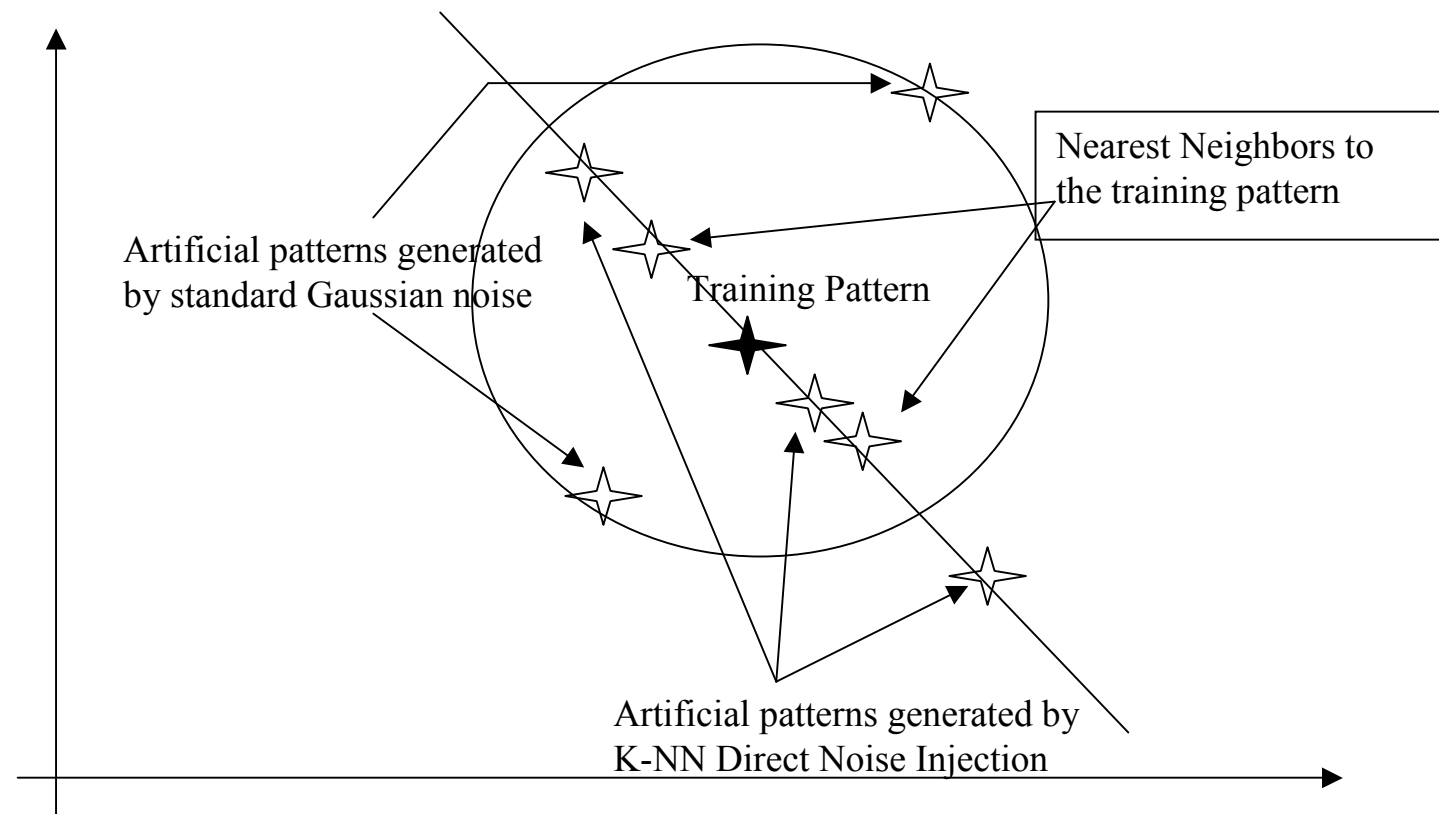 Nearest Neighbors to
the training pattern
Artificial patterns generated
by standard Gaussian noise
Training Pattern
Artificial patterns generated by
K-NN Direct Noise Injection